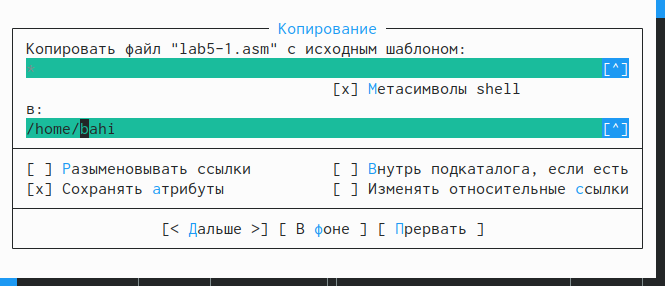 Копирование
Копировать файл "lab5-1.asm" с исходным шаблоном:
* [^]
[x] Метасимволы shell
в:
/home/bahi [^]
[ ] Разыменовывать ссылки [ ] Внутрь подкаталога, если есть
[x] Сохранять атрибуты [ ] Изменять относительные ссылки
[< Дальше >] [ В фоне ] [ Прервать ]